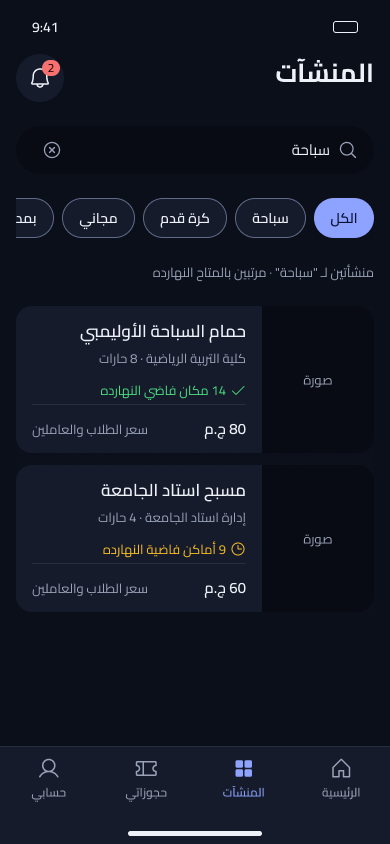 9:41
المنشآت
2
سباحة
الكل
سباحة
كرة قدم
مجاني
بمد
منشأتين لـ "سباحة" · مرتبين بالمتاح النهارده
صورة
حمام السباحة الأوليمبي
كلية التربية الرياضية · 8 حارات
14 مكان فاضي النهارده
80 ج.م
سعر الطلاب والعاملين
صورة
مسبح استاد الجامعة
إدارة استاد الجامعة · 4 حارات
9 أماكن فاضية النهارده
60 ج.م
سعر الطلاب والعاملين
الرئيسية
المنشآت
حجوزاتي
حسابي